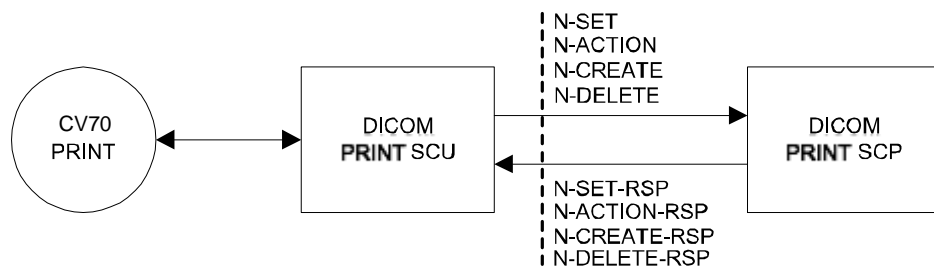 N-SET
N-ACTION
N-CREATE
N-DELETE
CV70
PRINT
DICOM
PRINT SCU
DICOM
PRINT SCP
N-SET-RSP
N-ACTION-RSP
N-CREATE-RSP
N-DELETE-RSP